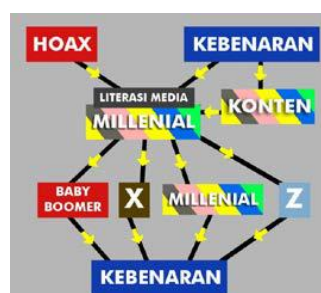 HOAX
KEBENARAN
LITERASI MEDIA
MILLENIAL
KONTEN
BABY
BOOMER
X
MILLENIAL
Z
KEBENARAN